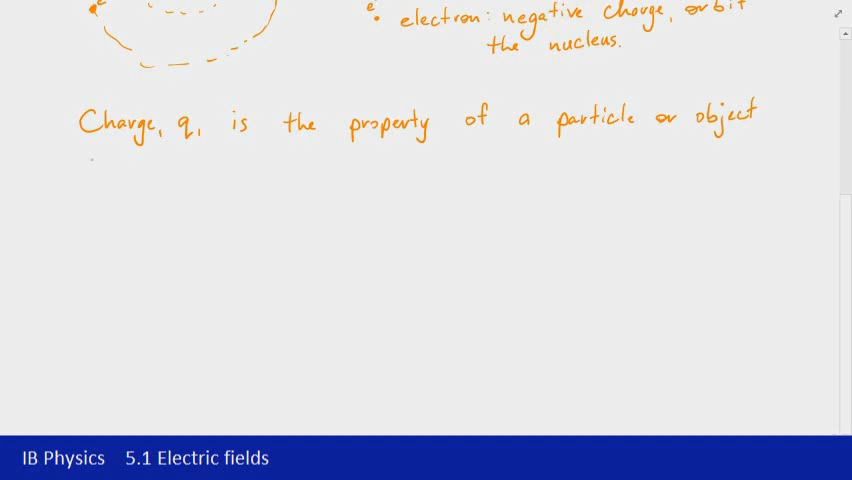 e
e
electron: negative charge, orbit
the nucleus.
Charge, q, is the property of a particle or object
IB Physics 5.1 Electric fields